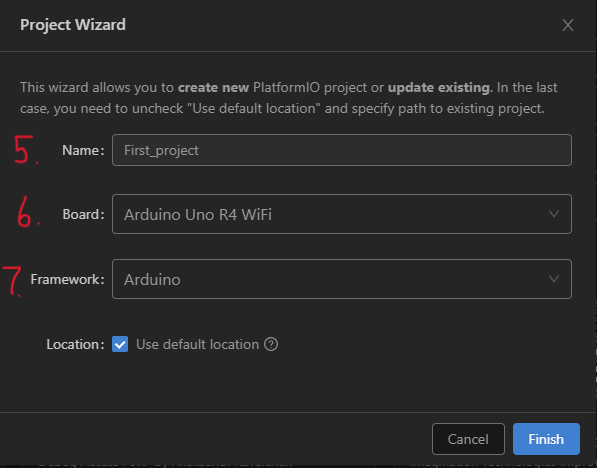 Project Wizard
This wizard allows you to create new PlatformIO project or update existing. In the last
case, you need to uncheck "Use default location" and specify path to existing project.
5. Name: First_project
6. Board: Arduino Uno R4 WiFi
7. Framework: Arduino
Location: Use default location ?
Cancel Finish